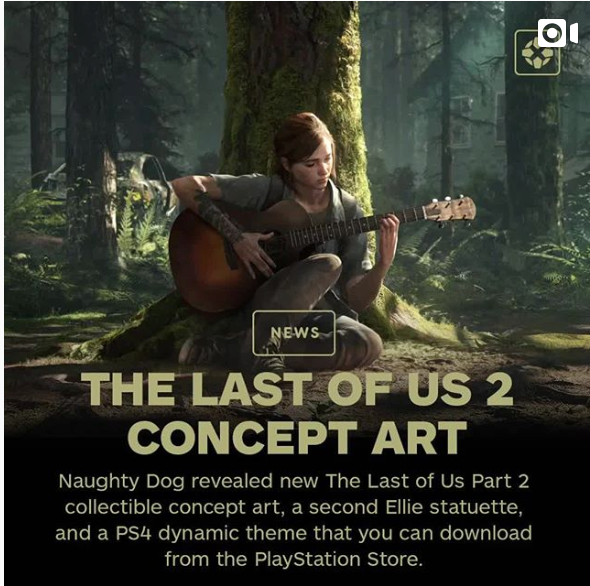 NEWS
THE LAST OF US 2
CONCEPT ART
Naughty Dog revealed new The Last of Us Part 2
collectible concept art, a second Ellie statuette,
and a PS4 dynamic theme that you can download
from the PlayStation Store.